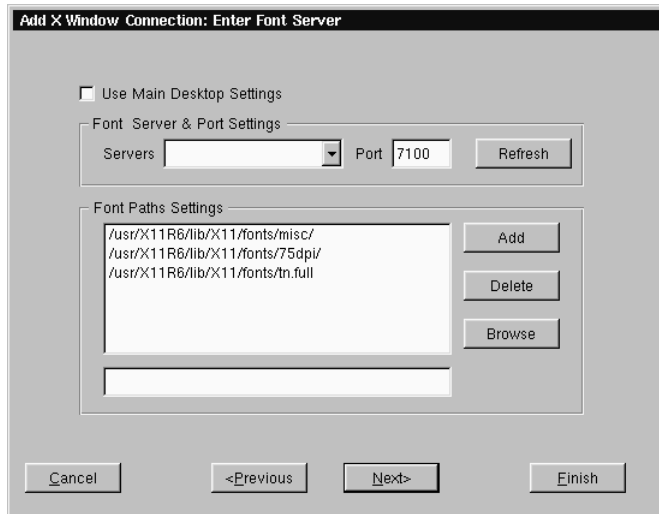 Add X Window Connection: Enter Font Server
Use Main Desktop Settings
Font Server & Port Settings
Servers Port 7100 Refresh
Font Paths Settings
/usr/X11R6/lib/X11/fonts/misc/
/usr/X11R6/lib/X11/fonts/75dpi/
/usr/X11R6/lib/X11/fonts/tn.full
Add
Delete
Browse
Cancel <Previous Next> Finish